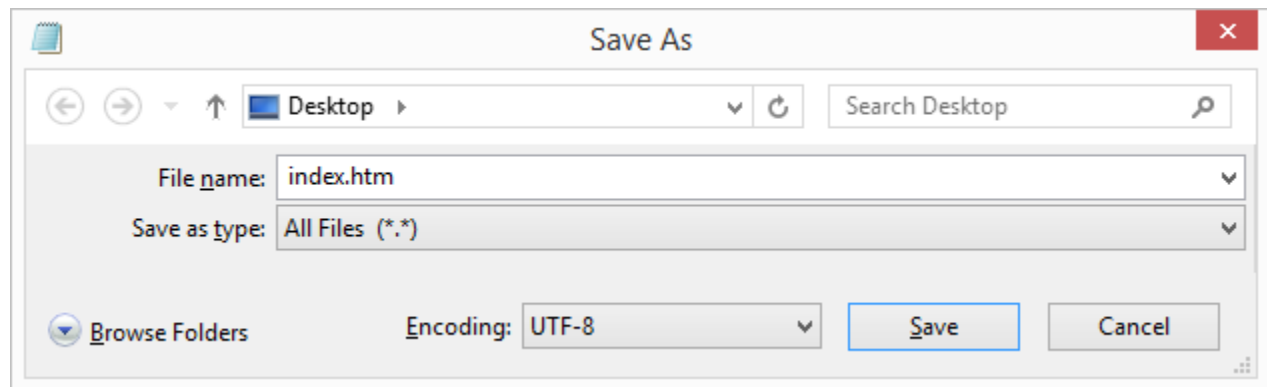 Save As
Desktop
Search Desktop
File name: index.htm
Save as type: All Files (*.*)
Browse Folders Encoding: UTF-8 Save Cancel